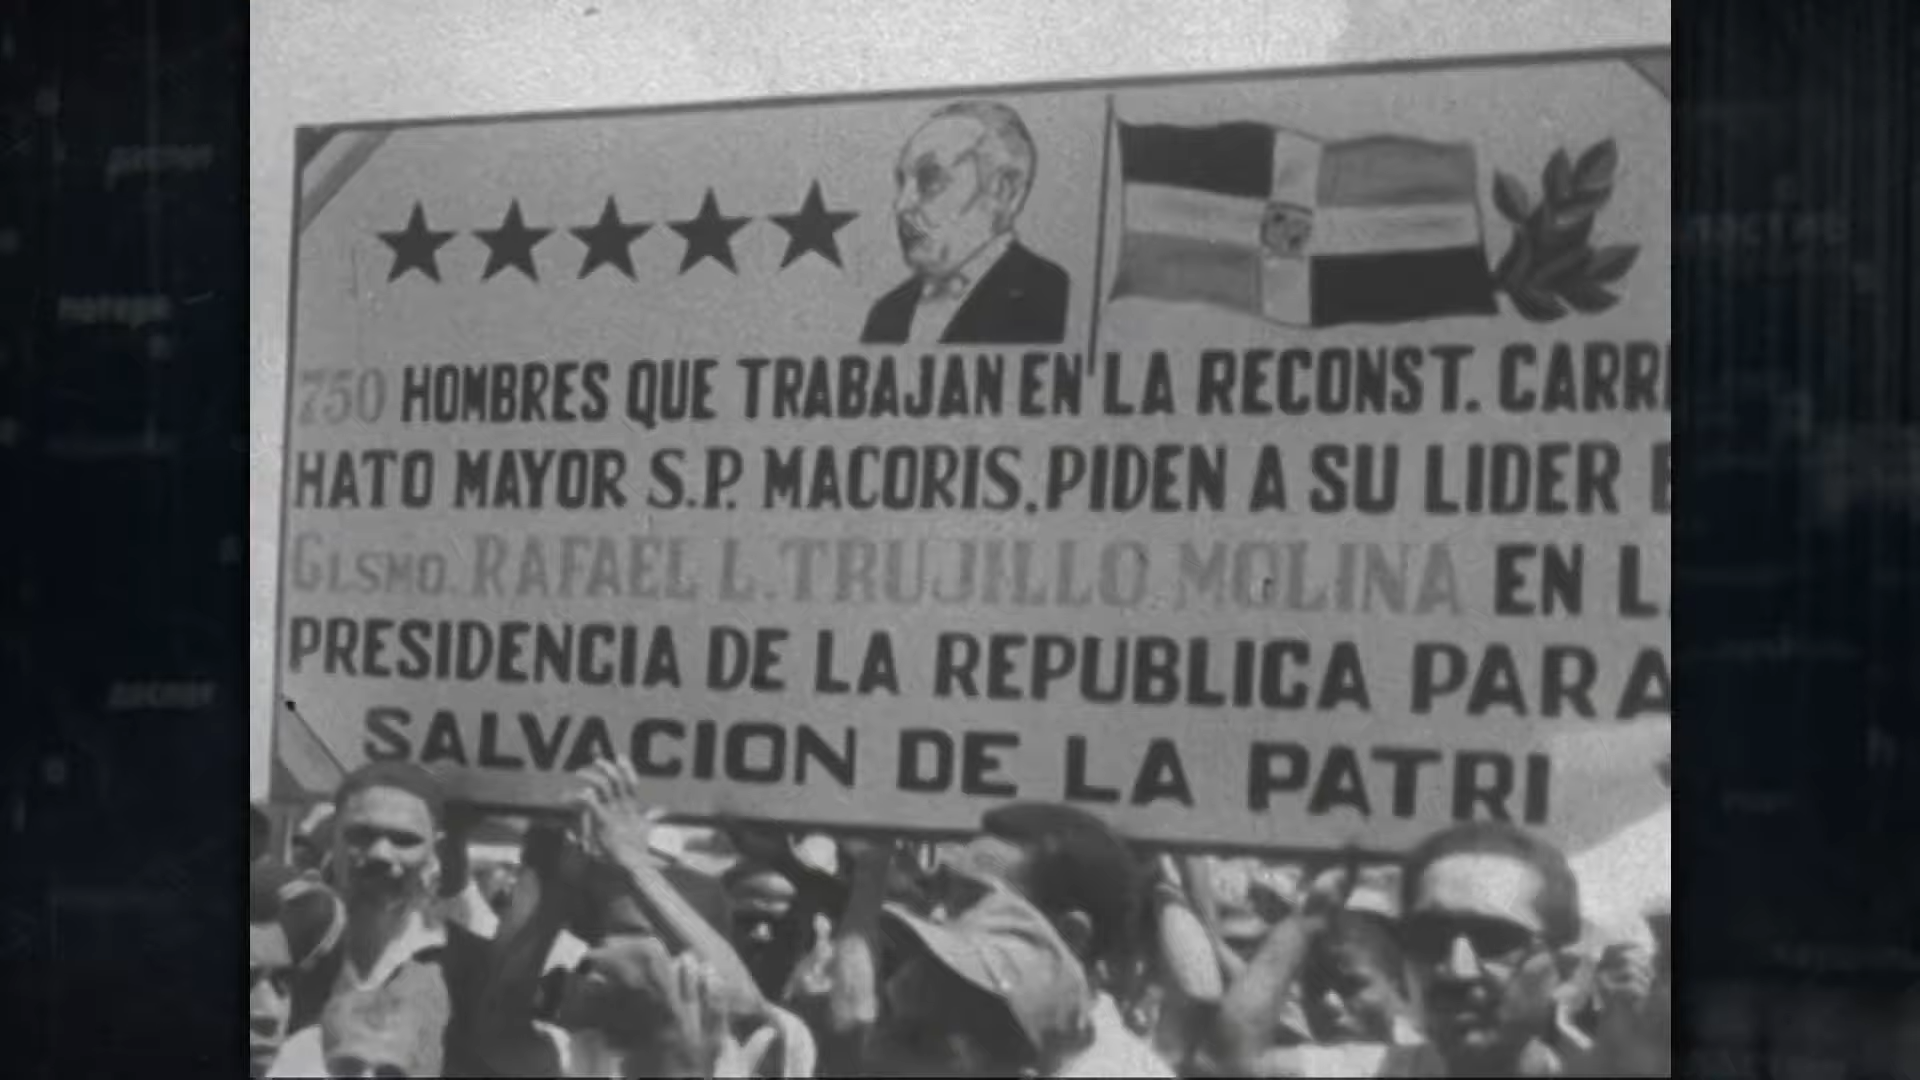 750 HOMBRES QUE TRABAJAN EN LA RECONST. CARR
HATO MAYOR S.P. MACORIS. PIDEN A SU LIDER E
GLSMO. RAFAEL L. TRUJILLO MOLINA EN L
PRESIDENCIA DE LA REPUBLICA PARA
SALVACION DE LA PATRI